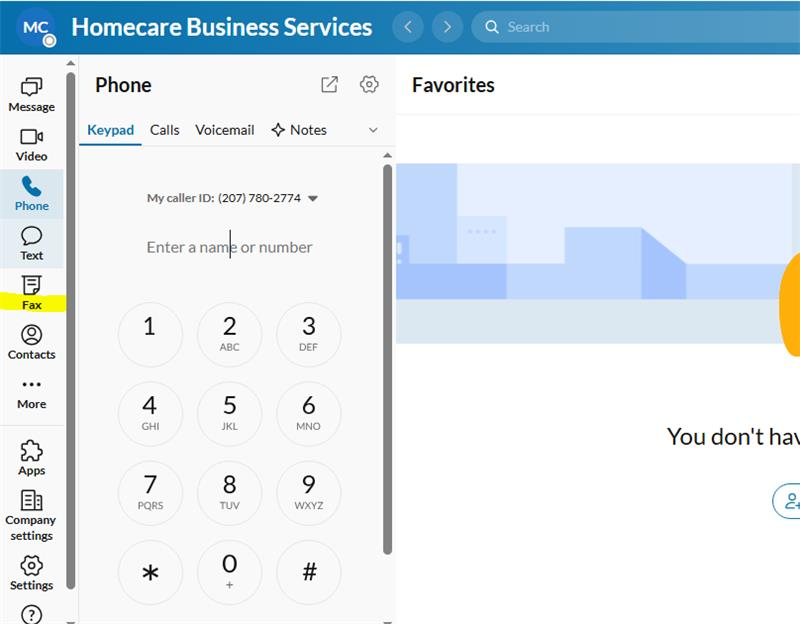 MC Homecare Business Services Search
Message
Video
Phone
Text
Fax
Contacts
More
Apps
Company
settings
Settings
Phone
Keypad Calls Voicemail Notes
My caller ID: (207) 780-2774
Enter a name or number
1 2 3
ABC DEF
4 5 6
GHI JKL MNO
7 8 9
PQRS TUV WXYZ
* 0 #
+
Favorites
You don't hav